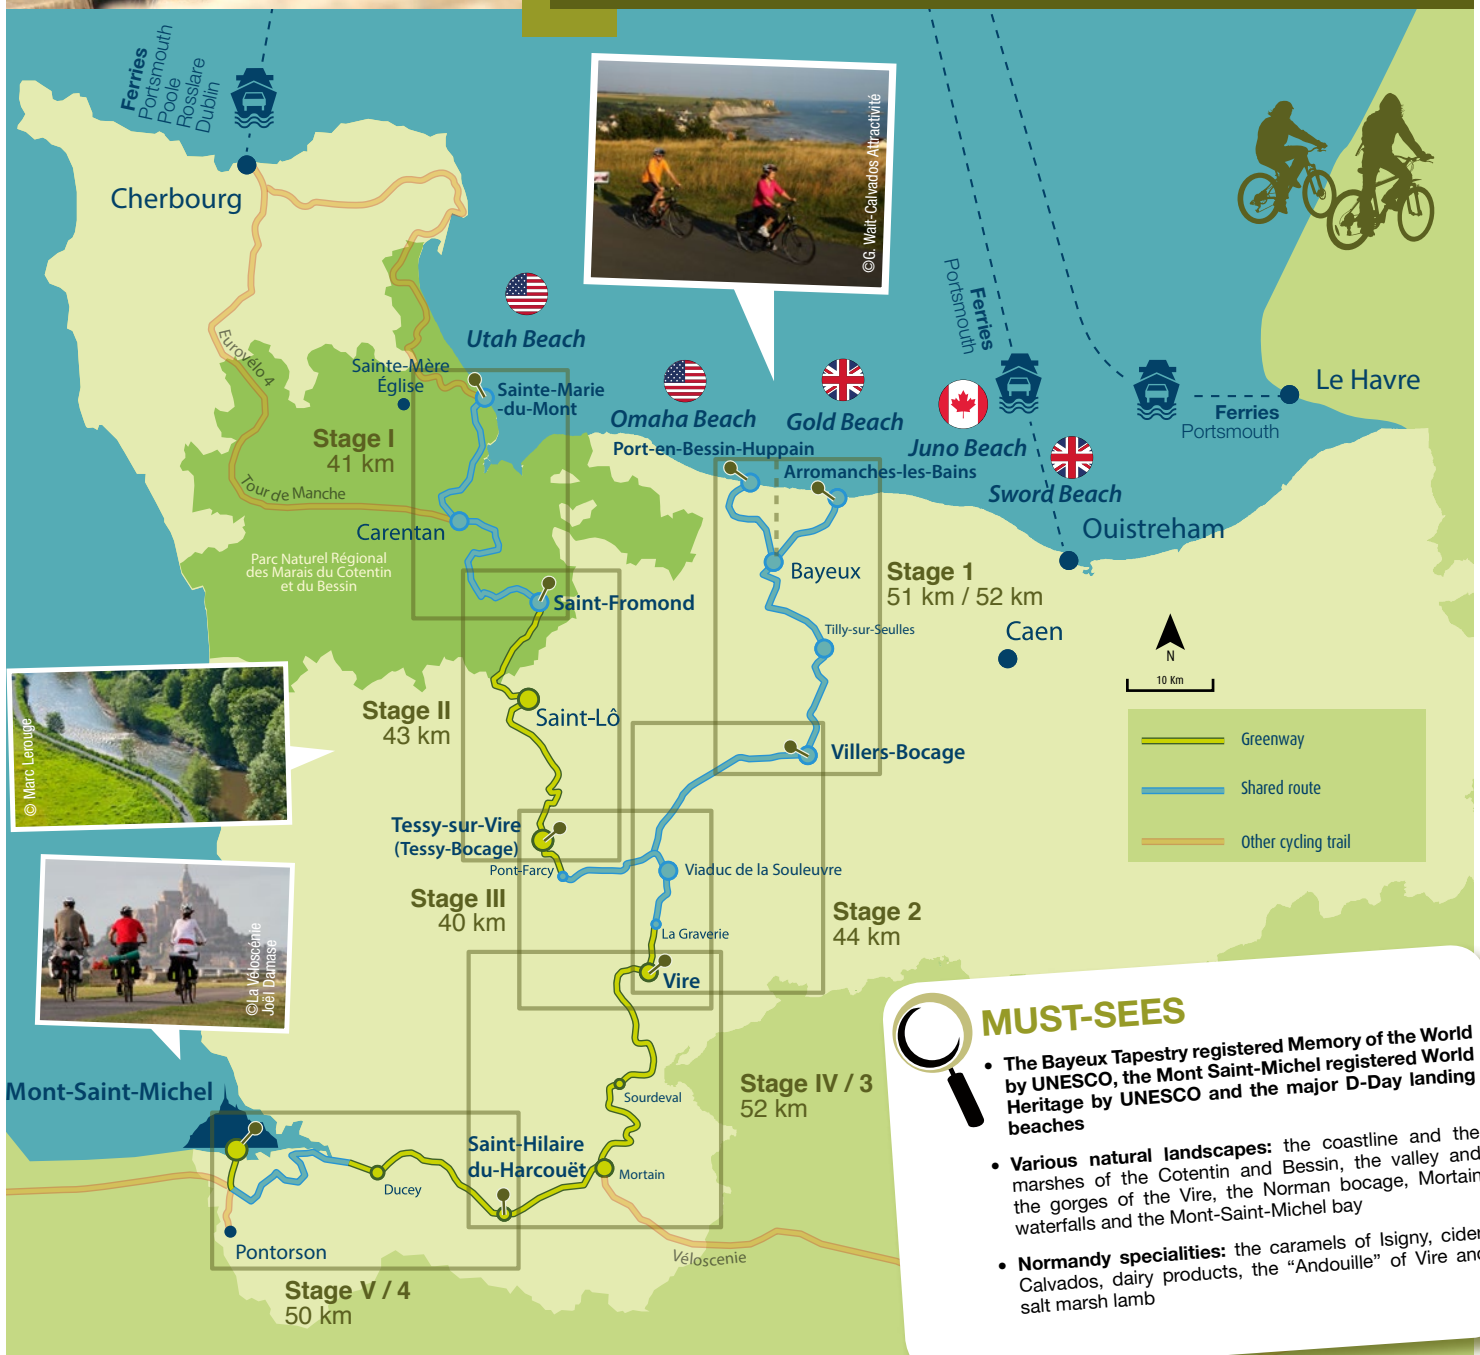 Ferries
Portsmouth
Poole
Rosslare
Dublin
Cherbourg
©G. Wait-Calvados Attractivité
Ferries
Portsmouth
Eurovélo 4
Utah Beach
Sainte-Mère
Église
Sainte-Marie
-du-Mont
Omaha Beach
Gold Beach
Juno Beach
Sword Beach
Le Havre
Ferries
Portsmouth
Stage I
41 km
Port-en-Bessin-Huppain
Arromanches-les-Bains
Tour de Manche
Carentan
Ouistreham
Parc Naturel Régional
des Marais du Cotentin
et du Bessin
Bayeux
Stage 1
51 km / 52 km
Saint-Fromond
Tilly-sur-Seulles
Caen
N
10 Km
© Marc Lerouge
Stage II
43 km
Saint-Lô
Villers-Bocage
Greenway
Shared route
Other cycling trail
Tessy-sur-Vire
(Tessy-Bocage)
Pont-Farcy
Viaduc de la Souleuvre
Stage III
40 km
Stage 2
44 km
La Graverie
Vire
©La Véloscénie
Joël Damase
Mont-Saint-Michel
Stage IV / 3
52 km
Sourdeval
Saint-Hilaire
du-Harcouët
Mortain
Ducey
Pontorson
Véloscenie
Stage V / 4
50 km
MUST-SEES
• The Bayeux Tapestry registered Memory of the World
by UNESCO, the Mont Saint-Michel registered World
Heritage by UNESCO and the major D-Day landing
beaches
• Various natural landscapes: the coastline and the
marshes of the Cotentin and Bessin, the valley and
the gorges of the Vire, the Norman bocage, Mortain
waterfalls and the Mont-Saint-Michel bay
• Normandy specialities: the caramels of Isigny, cider
Calvados, dairy products, the “Andouille” of Vire and
salt marsh lamb